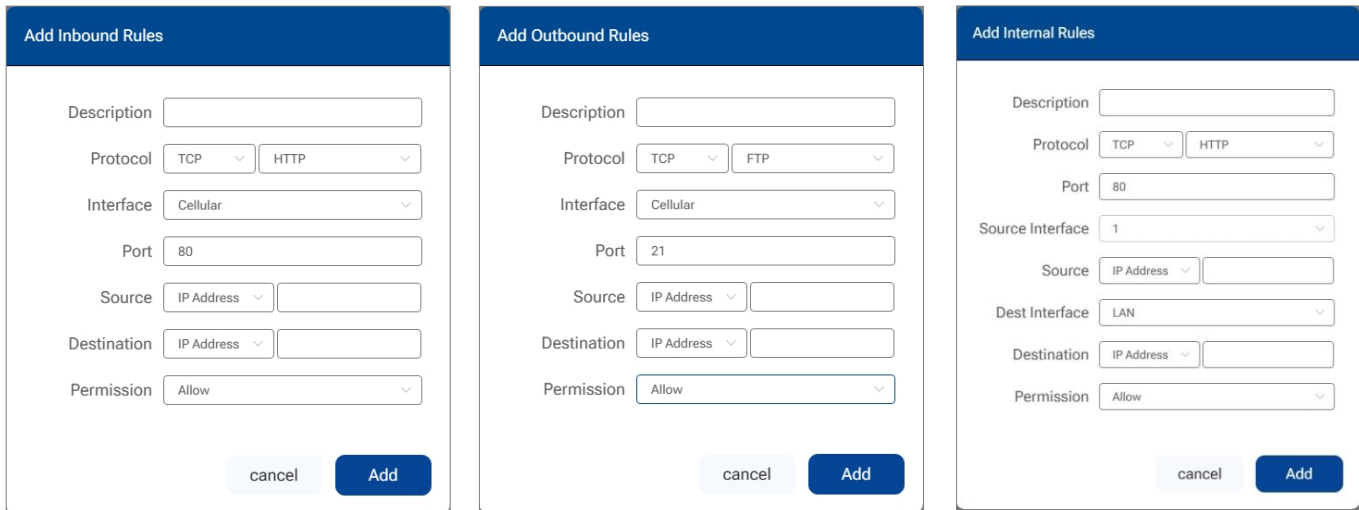 Add Inbound Rules
Description
Protocol TCP HTTP
Interface Cellular
Port 80
Source IP Address
Destination IP Address
Permission Allow
cancel Add
Add Outbound Rules
Description
Protocol TCP FTP
Interface Cellular
Port 21
Source IP Address
Destination IP Address
Permission Allow
cancel Add
Add Internal Rules
Description
Protocol TCP HTTP
Port 80
Source Interface 1
Source IP Address
Dest Interface LAN
Destination IP Address
Permission Allow
cancel Add